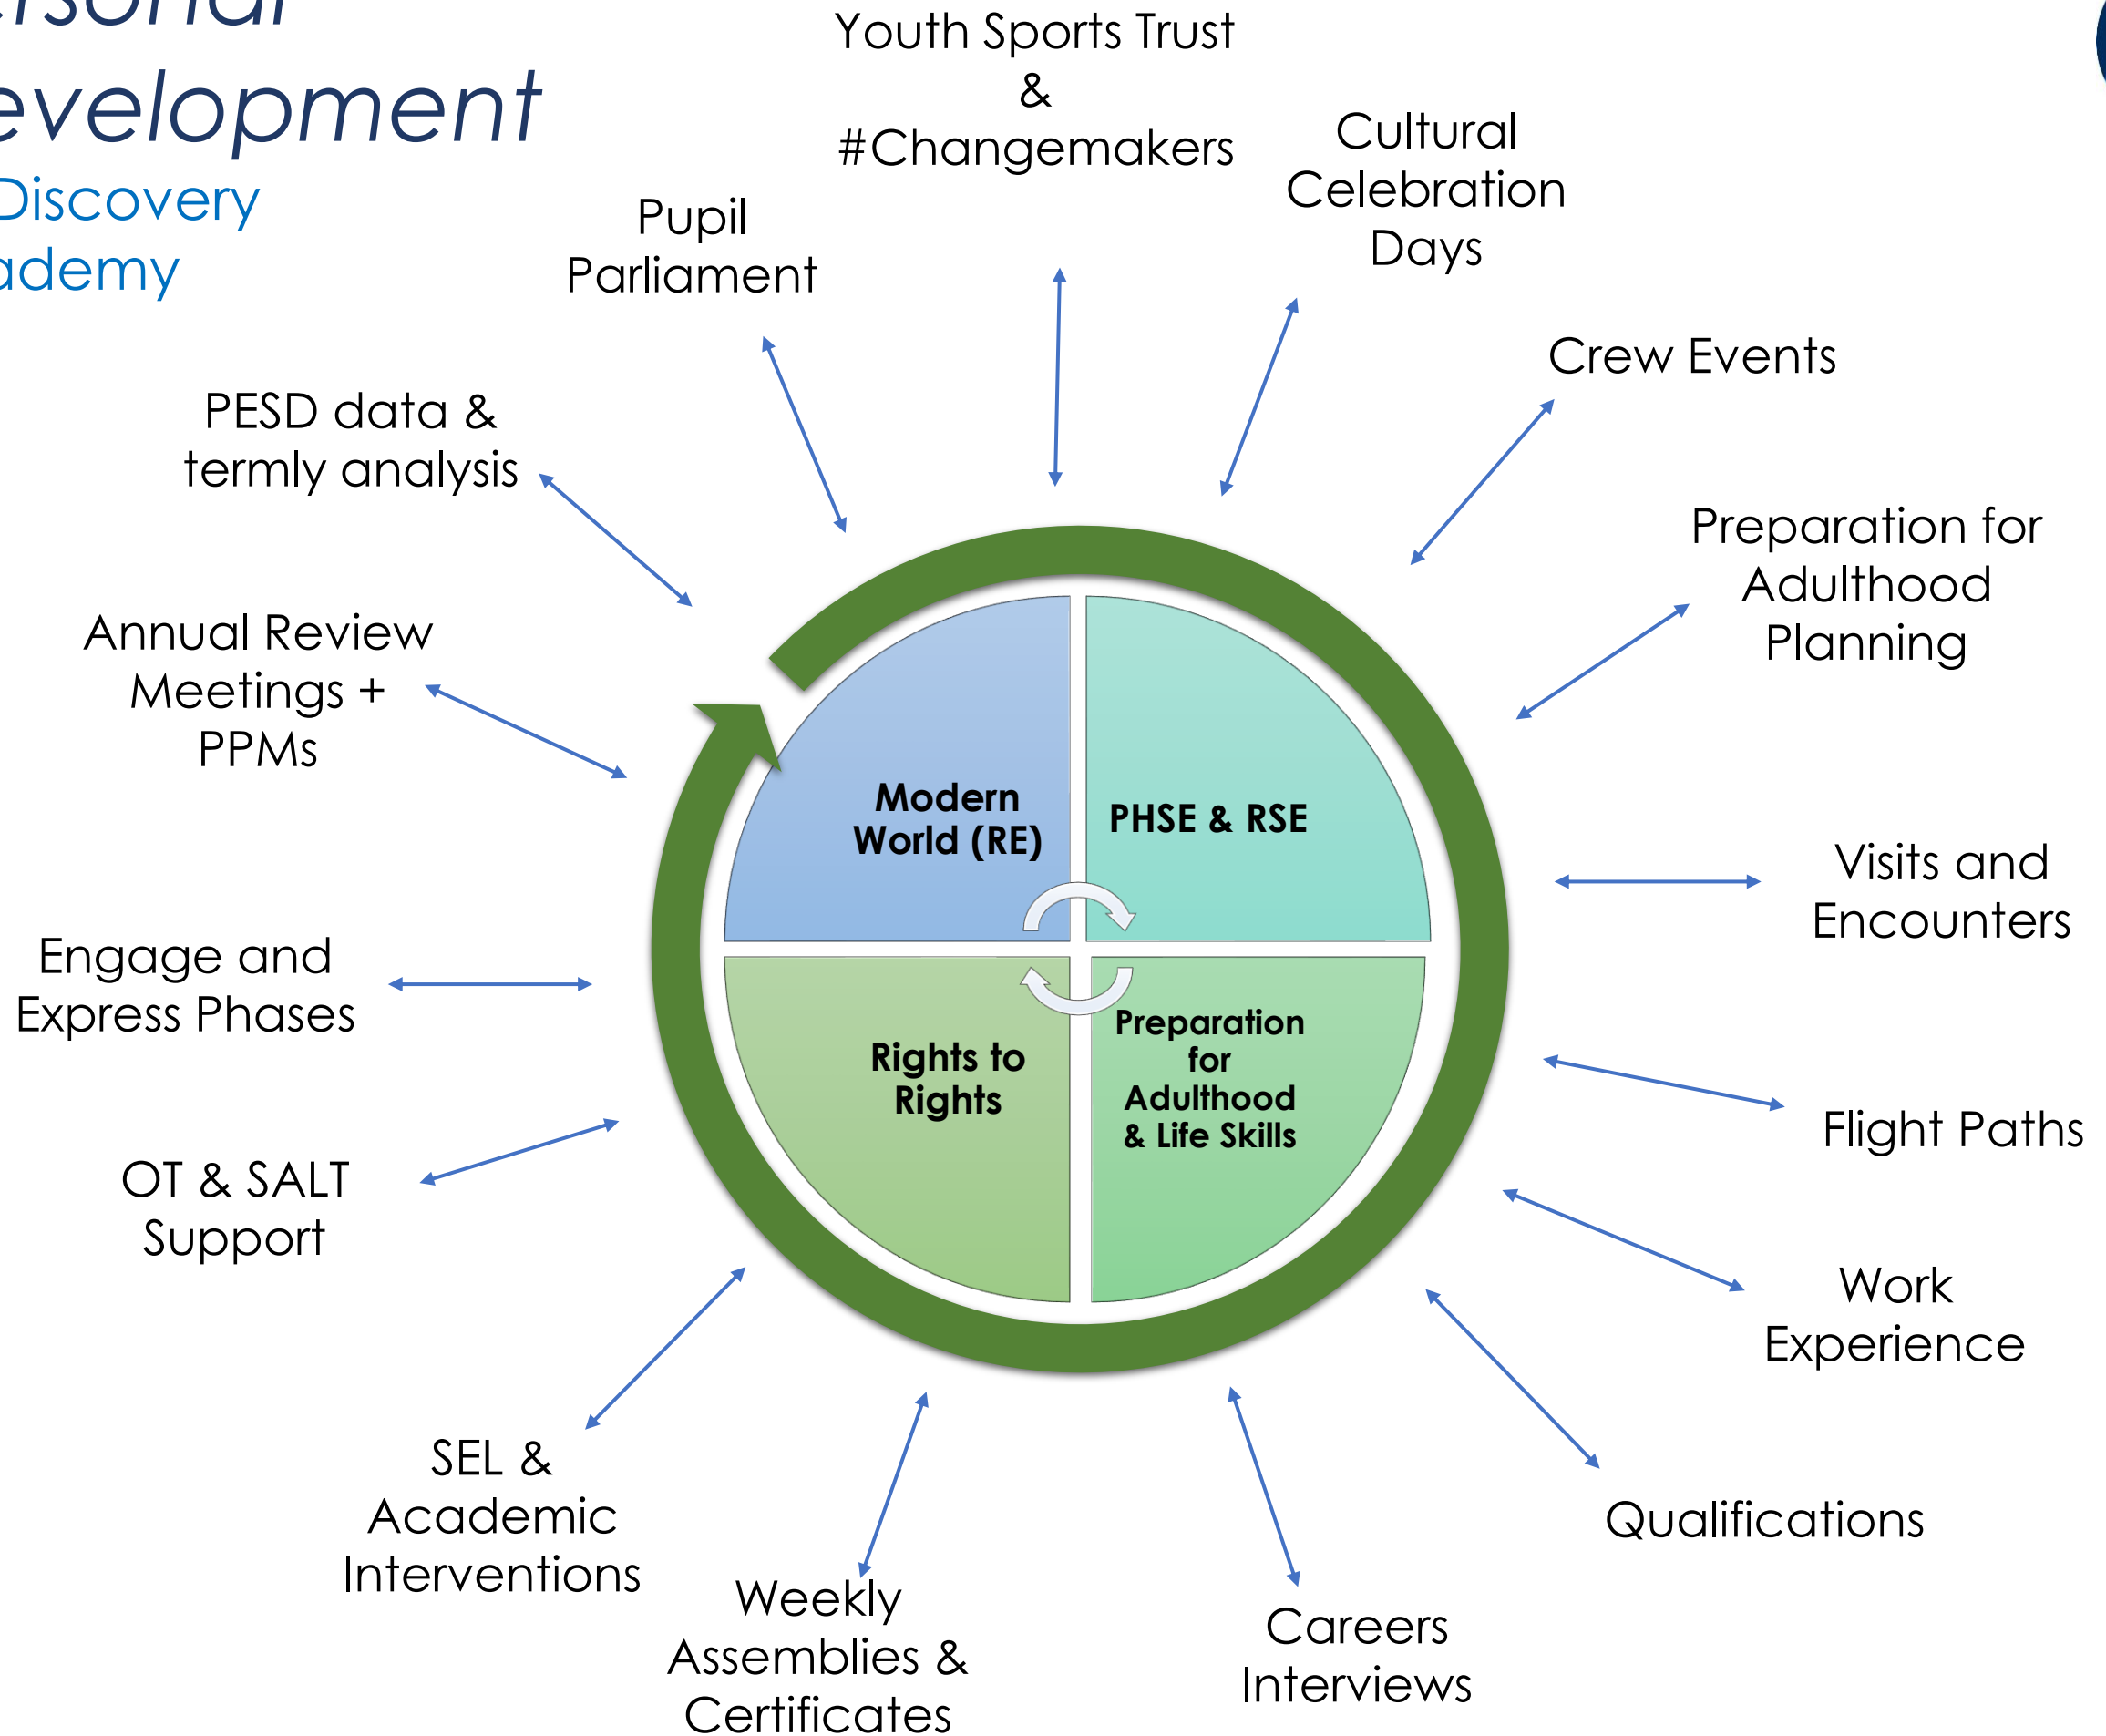 ersonal
evelopment
Discovery
ademy
Youth Sports Trust
&
#Changemakers
Cultural
Celebration
Days
Pupil
Parliament
Crew Events
PESD data &
termly analysis
Preparation for
Adulthood
Planning
Annual Review
Meetings +
PPMs
Modern
World (RE)
PHSE & RSE
Visits and
Encounters
Engage and
Express Phases
Rights to
Rights
Preparation
for
Adulthood
& Life Skills
Flight Paths
OT & SALT
Support
Work
Experience
SEL &
Academic
Interventions
Qualifications
Weekly
Assemblies &
Certificates
Careers
Interviews